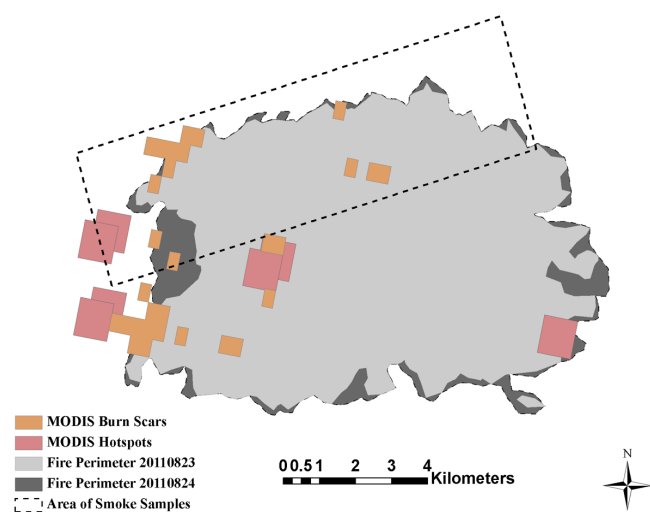 MODIS Burn Scars
MODIS Hotspots
Fire Perimeter 20110823
Fire Perimeter 20110824
Area of Smoke Samples
0 0.5 1 2 3 4 Kilometers
N